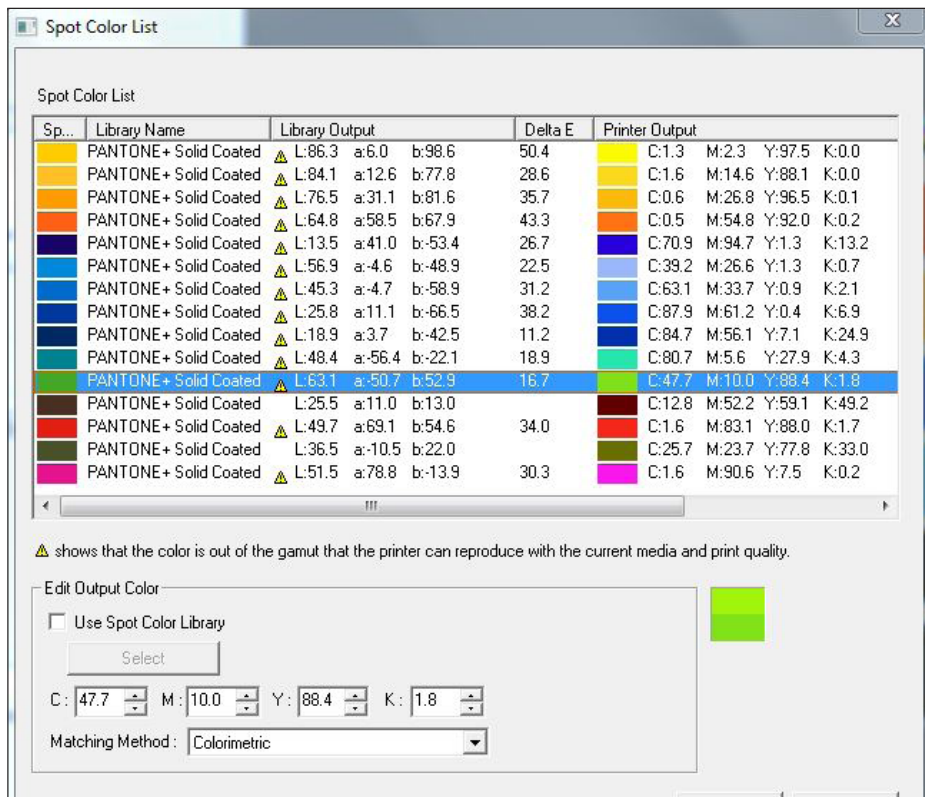 Spot Color List
Spot Color List
Sp... Library Name Library Output Delta E Printer Output
PANTONE+ Solid Coated L:86.3 a:6.0 b:98.6 50.4 C:1.3 M:2.3 Y:97.5 K:0.0
PANTONE+ Solid Coated L:84.1 a:12.6 b:77.8 28.6 C:1.6 M:14.6 Y:88.1 K:0.0
PANTONE+ Solid Coated L:76.5 a:31.1 b:81.6 35.7 C:0.6 M:26.8 Y:96.5 K:0.1
PANTONE+ Solid Coated L:64.8 a:58.5 b:67.9 43.3 C:0.5 M:54.8 Y:92.0 K:0.2
PANTONE+ Solid Coated L:13.5 a:41.0 b:-53.4 26.7 C:70.9 M:94.7 Y:1.3 K:13.2
PANTONE+ Solid Coated L:56.9 a:-4.6 b:-48.9 22.5 C:39.2 M:26.6 Y:1.3 K:0.7
PANTONE+ Solid Coated L:45.3 a:-4.7 b:-58.9 31.2 C:63.1 M:33.7 Y:0.9 K:2.1
PANTONE+ Solid Coated L:25.8 a:11.1 b:-66.5 38.2 C:87.9 M:61.2 Y:0.4 K:6.9
PANTONE+ Solid Coated L:18.9 a:3.7 b:-42.5 11.2 C:84.7 M:56.1 Y:7.1 K:24.9
PANTONE+ Solid Coated L:48.4 a:-56.4 b:-22.1 18.9 C:80.7 M:5.6 Y:27.9 K:4.3
PANTONE+ Solid Coated L:63.1 a:-50.7 b:52.9 16.7 C:47.7 M:10.0 Y:88.4 K:1.8
PANTONE+ Solid Coated L:25.5 a:11.0 b:13.0 C:12.8 M:52.2 Y:59.1 K:49.2
PANTONE+ Solid Coated L:49.7 a:69.1 b:54.6 34.0 C:1.6 M:83.1 Y:88.0 K:1.7
PANTONE+ Solid Coated L:36.5 a:-10.5 b:22.0 C:25.7 M:23.7 Y:77.8 K:33.0
PANTONE+ Solid Coated L:51.5 a:78.8 b:-13.9 30.3 C:1.6 M:90.6 Y:7.5 K:0.2
shows that the color is out of the gamut that the printer can reproduce with the current media and print quality.
Edit Output Color
Use Spot Color Library
Select
C: 47.7 M: 10.0 Y: 88.4 K: 1.8
Matching Method : Colorimetric